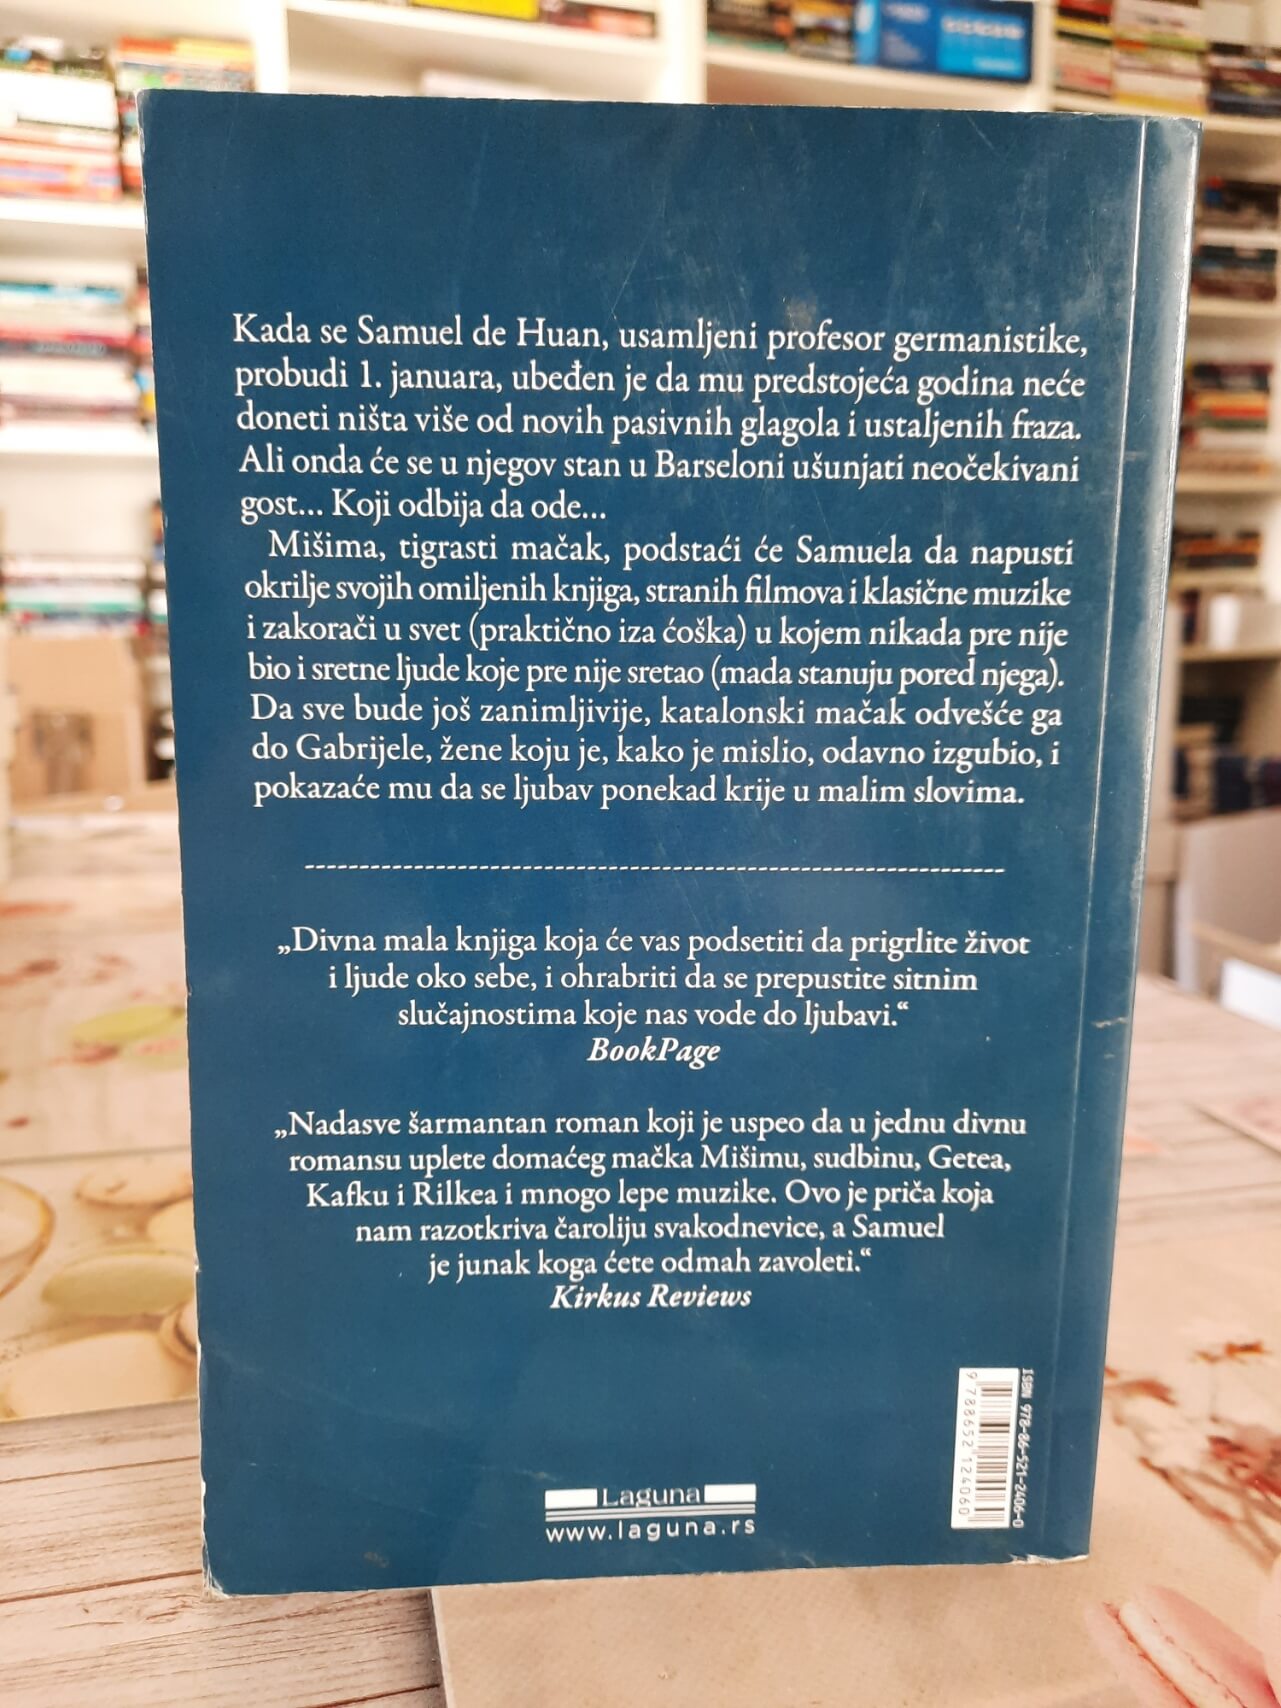 Kada se Samuel de Huan, usamljeni profesor germanistike,
probudi 1. januara, ubeđen je da mu predstojeća godina neće
doneti ništa više od novih pasivnih glagola i ustaljenih fraza.
Ali onda će se u njegov stan u Barseloni ušunjati neočekivani
gost... Koji odbija da ode...
Mišima, tigrasti mačak, podstaći će Samuela da napusti
okrilje svojih omiljenih knjiga, stranih filmova i klasične muzike
i zakorači u svet (praktično iza ćoška) u kojem nikada pre nije
bio i sretne ljude koje pre nije sretao (mada stanuju pored njega).
Da sve bude još zanimljivije, katalonski mačak odvešće ga
do Gabrijele, žene koju je, kako je mislio, odavno izgubio, i
pokazaće mu da se ljubav ponekad krije u malim slovima.
„Divna mala knjiga koja će vas podsetiti da prigrlite život
i ljude oko sebe, i ohrabriti da se prepustite sitnim
slučajnostima koje nas vode do ljubavi.“
BookPage
„Nadasve šarmantan roman koji je uspeo da u jednu divnu
romansu uplete domaćeg mačka Mišimu, sudbinu, Getea,
Kafku i Rilkea i mnogo lepe muzike. Ovo je priča koja
nam razotkriva čaroliju svakodnevice, a Samuel
je junak koga ćete odmah zavoleti.“
Kirkus Reviews
ISBN 978-86-521-2406-0
9788652124060
Laguna
www.laguna.rs